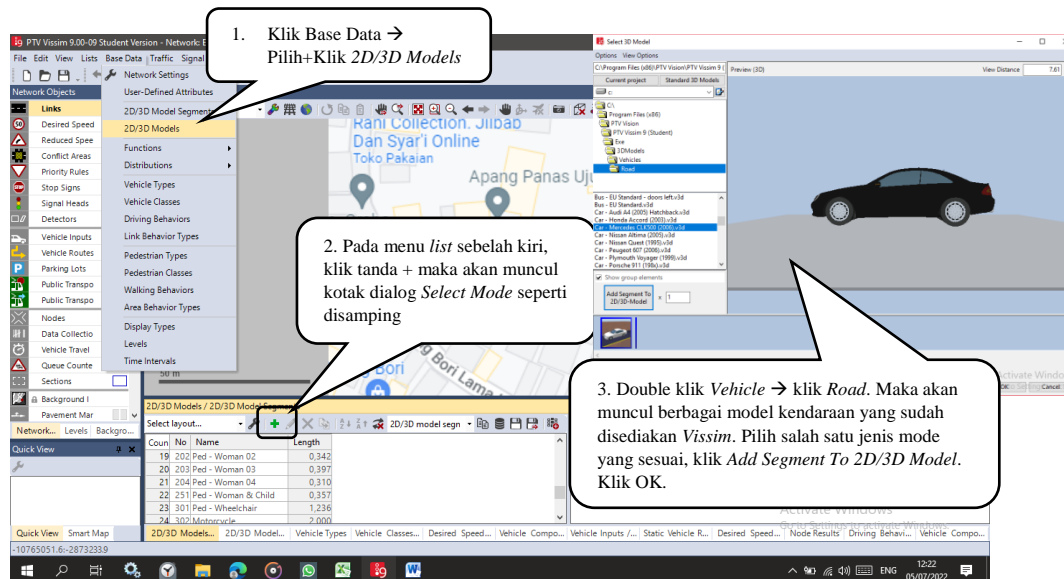 1. Klik Base Data →
Pilih+Klik 2D/3D Models
PTV Vissim 9.00-09 Student Version - Network: E
File Edit View Lists Base Data Traffic Signal
Network Objects
Links
Desired Speed
Reduced Spee
Conflict Areas
Priority Rules
Stop Signs
Signal Heads
Detectors
Vehicle Inputs
Vehicle Routes
Parking Lots
Public Transpo
Public Transpo
Nodes
Data Collectio
Vehicle Travel
Queue Counte
Sections
Background I
Pavement Mar
Network... Levels Backgro...
Quick View
Quick View Smart Map
-10765051.6:-2873233.9
Network Settings
User-Defined Attributes
2D/3D Model Segments
2D/3D Models
Functions
Distributions
Vehicle Types
Vehicle Classes
Driving Behaviors
Link Behavior Types
Pedestrian Types
Pedestrian Classes
Walking Behaviors
Area Behavior Types
Display Types
Levels
Time Intervals
Rani Collection. Jilbab
Dan Syar'i Online
Toko Pakaian
Apang Panas Uju
Bori
Bori Lama
50 m
2. Pada menu list sebelah kiri,
klik tanda + maka akan muncul
kotak dialog Select Mode seperti
disamping
2D/3D Models / 2D/3D Model Segmen
Select layout... 2D/3D model segn
Coun No Name Length
19 202 Ped - Woman 02 0,342
20 203 Ped - Woman 03 0,397
21 204 Ped - Woman 04 0,310
22 251 Ped - Woman & Child 0,357
23 301 Ped - Wheelchair 1,236
24 302 Motorcycle 2,000
2D/3D Models... 2D/3D Model... Vehicle Types Vehicle Classes... Desired Speed... Vehicle Compo... Vehicle Inputs /... Static Vehicle R... Desired Speed... Node Results Driving Behavi... Vehicle Compo...
Select 3D Model
Options View Options
C:\Program Files (x86)\PTV Vision\PTV Vissim 9 (
Preview (3D) View Distance 7.61
Current project Standard 3D Models
c:
C:\
Program Files (x86)
PTV Vision
PTV Vissim 9 (Student)
Exe
3DModels
Vehicles
Road
Bus - EU Standard - doors left.v3d
Bus - EU Standard.v3d
Car - Audi A4 (2005) Hatchback.v3d
Car - Honda Accord (2003).v3d
Car - Mercedes CLK500 (2006).v3d
Car - Nissan Altima (2005).v3d
Car - Nissan Quest (1995).v3d
Car - Peugeot 607 (2006).v3d
Car - Plymouth Voyager (1999).v3d
Car - Porsche 911 (198x).v3d
Show group elements
Add Segment To
2D/3D-Model
x 1
Cancel
3. Double klik Vehicle → klik Road. Maka akan
muncul berbagai model kendaraan yang sudah
disediakan Vissim. Pilih salah satu jenis mode
yang sesuai, klik Add Segment To 2D/3D Model.
Klik OK.
Activate Windows
Go to Settings to activate Windows.
ENG
12:22
05/07/2022